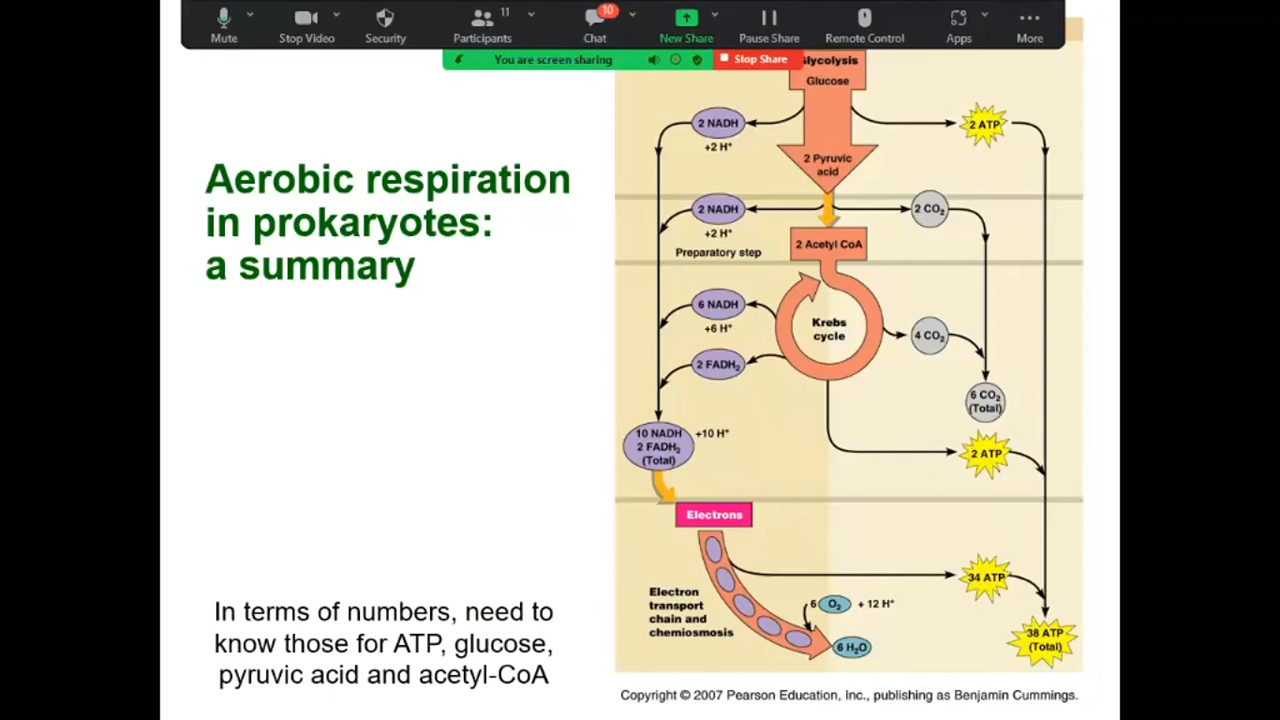 Mute
Stop Video
Security
Participants
11
Chat
10
New Share
Pause Share
Remote Control
Apps
More
You are screen sharing
Stop Share
Glycolysis
Glucose
2 NADH
+2 H⁺
2 ATP
2 Pyruvic
acid
Aerobic respiration
in prokaryotes:
a summary
2 NADH
+2 H⁺
2 CO₂
Preparatory step
2 Acetyl CoA
6 NADH
+6 H⁺
Krebs
cycle
4 CO₂
2 FADH₂
6 CO₂
(Total)
10 NADH
2 FADH₂
(Total)
+10 H⁺
2 ATP
Electrons
34 ATP
Electron
transport
chain and
chemiosmosis
6 O₂ + 12 H⁺
6 H₂O
38 ATP
(Total)
In terms of numbers, need to
know those for ATP, glucose,
pyruvic acid and acetyl-CoA
Copyright © 2007 Pearson Education, Inc., publishing as Benjamin Cummings.